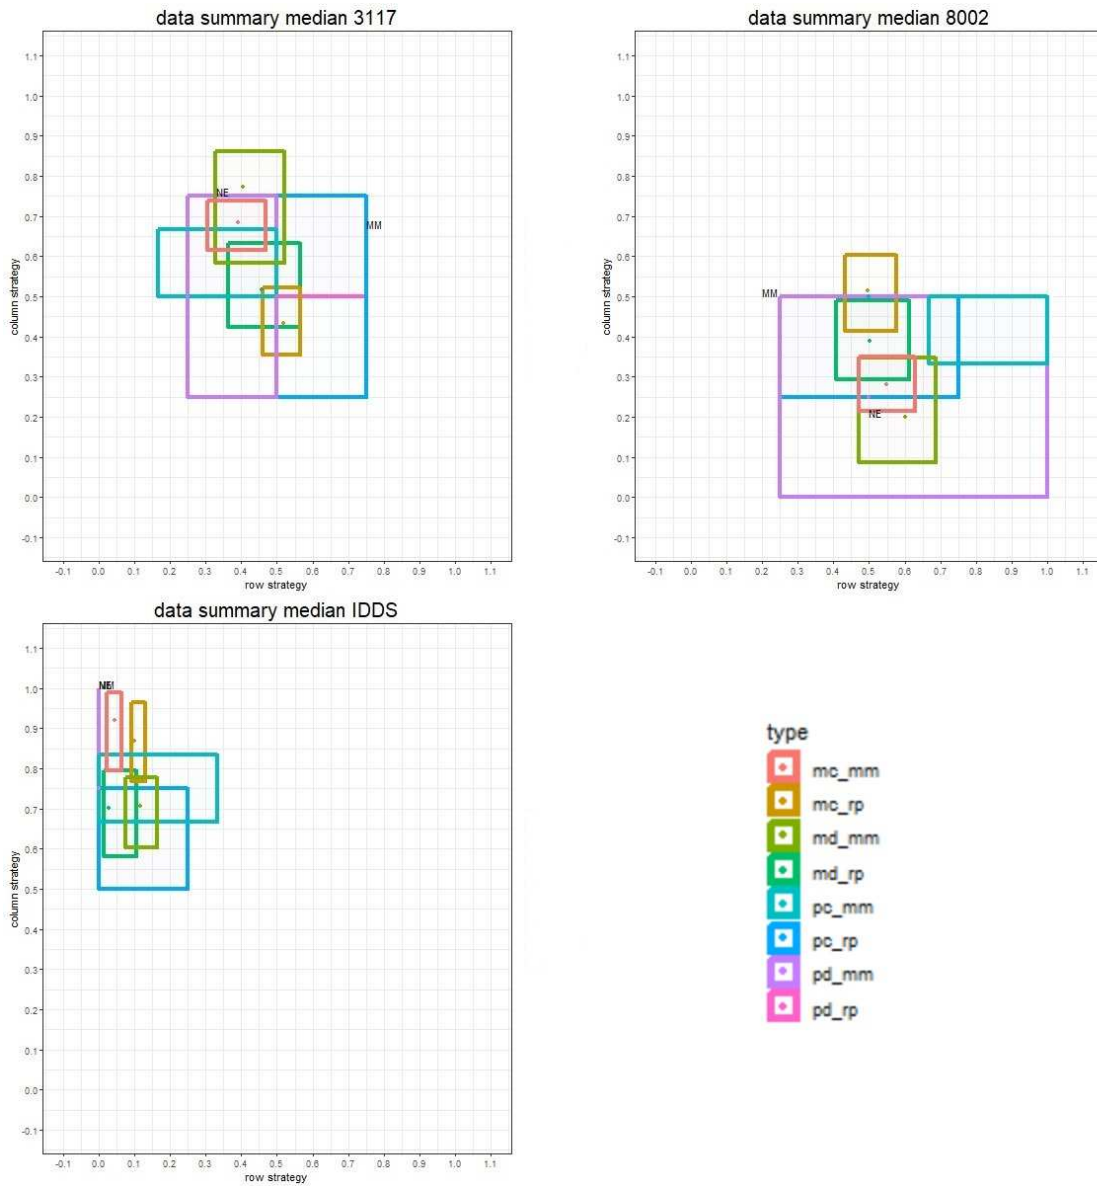 data summary median 3117
column strategy
1.1
1.0
0.9
0.8
0.7
0.6
0.5
0.4
0.3
0.2
0.1
0.0
-0.1
NE
MM
-0.1 0.0 0.1 0.2 0.3 0.4 0.5 0.6 0.7 0.8 0.9 1.0 1.1
row strategy
data summary median 8002
column strategy
1.1
1.0
0.9
0.8
0.7
0.6
0.5
0.4
0.3
0.2
0.1
0.0
-0.1
MM
NE
-0.1 0.0 0.1 0.2 0.3 0.4 0.5 0.6 0.7 0.8 0.9 1.0 1.1
row strategy
data summary median IDDS
column strategy
1.1
1.0
0.9
0.8
0.7
0.6
0.5
0.4
0.3
0.2
0.1
0.0
-0.1
-0.1 0.0 0.1 0.2 0.3 0.4 0.5 0.6 0.7 0.8 0.9 1.0 1.1
row strategy
type
mc_mm
mc_rp
md_mm
md_rp
pc_mm
pc_rp
pd_mm
pd_rp